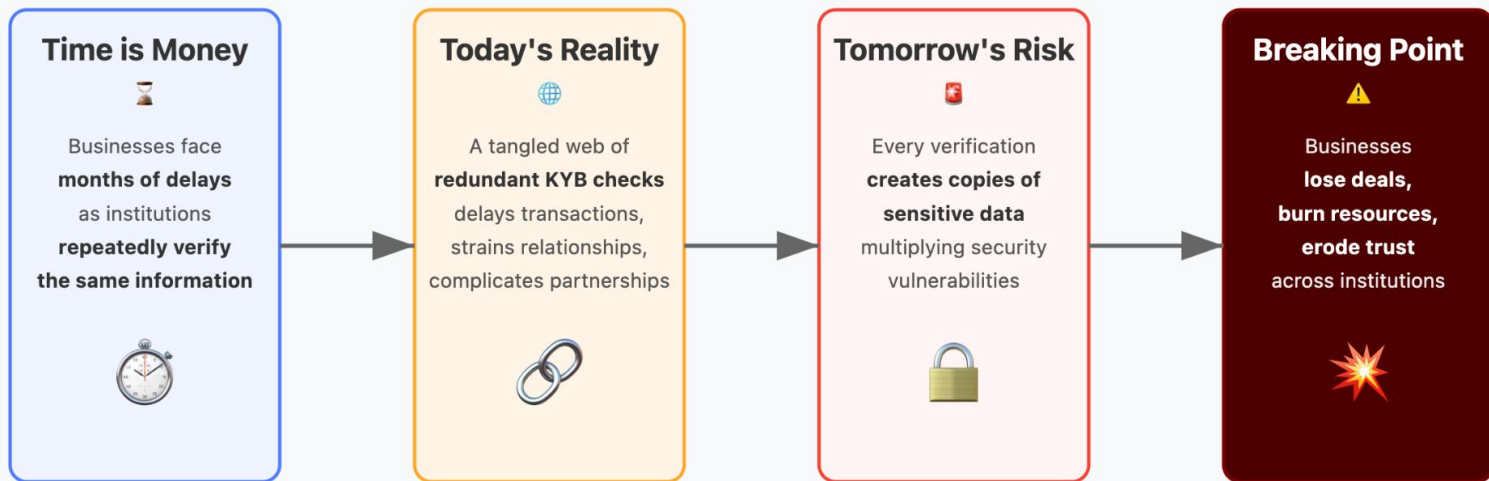 Time is Money
Businesses face
months of delays
as institutions
repeatedly verify
the same information
Today's Reality
A tangled web of
redundant KYB checks
delays transactions,
strains relationships,
complicates partnerships
Tomorrow's Risk
Every verification
creates copies of
sensitive data
multiplying security
vulnerabilities
Breaking Point
Businesses
lose deals,
burn resources,
erode trust
across institutions